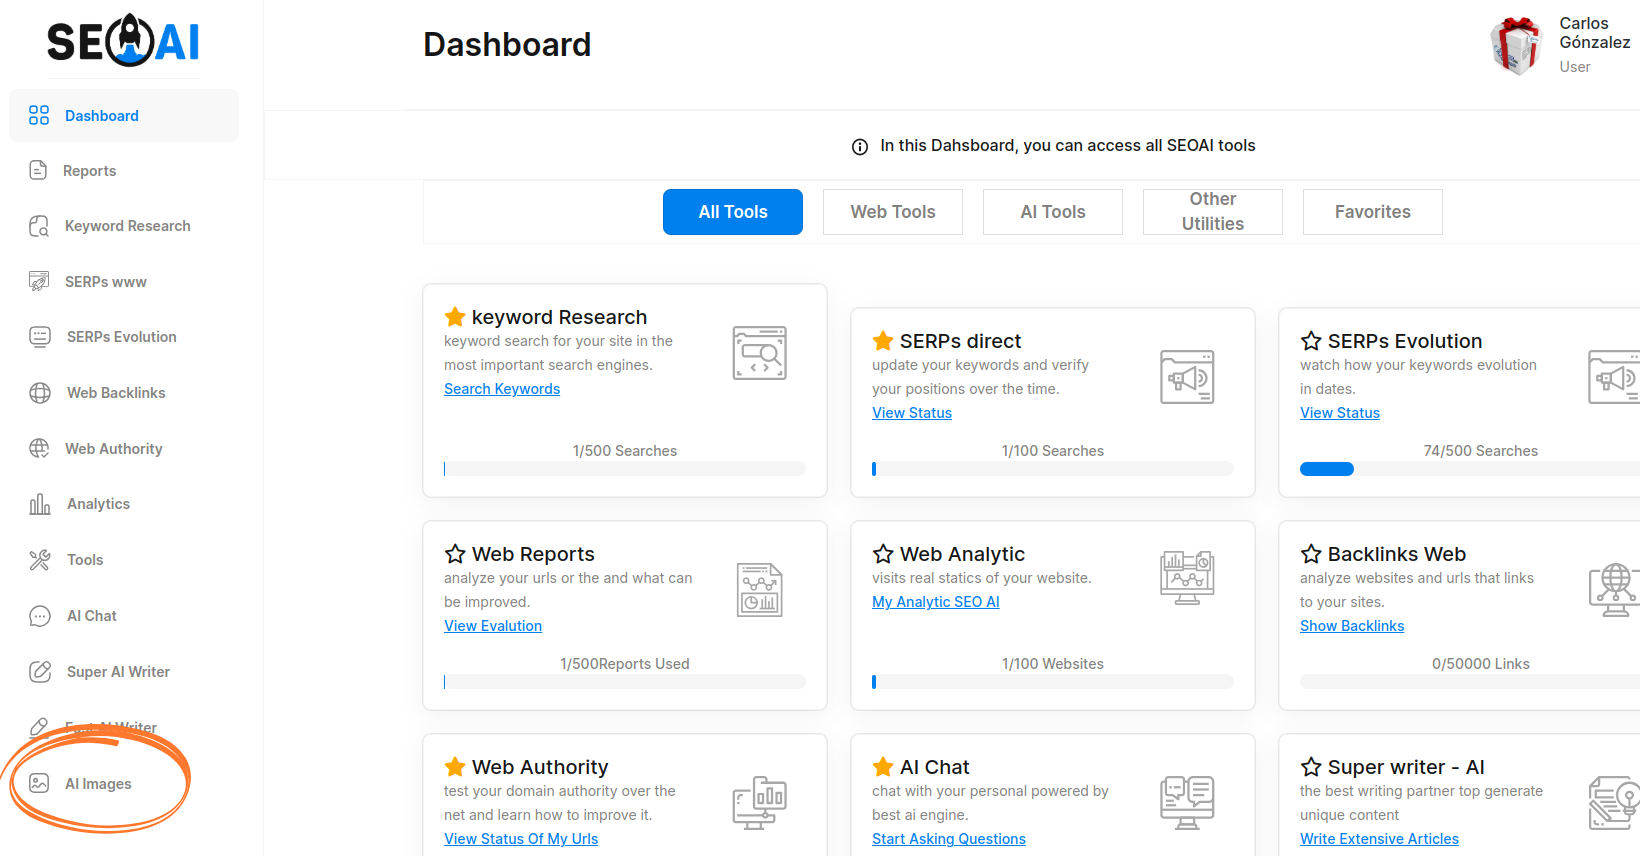 SEOAI
Dashboard
Reports
Keyword Research
SERPs www
SERPs Evolution
Web Backlinks
Web Authority
Analytics
Tools
AI Chat
Super AI Writer
Fast AI Writer
AI Images
Dashboard
Carlos
Gónzalez
User
In this Dahsboard, you can access all SEOAI tools
All Tools
Web Tools
AI Tools
Other
Utilities
Favorites
keyword Research
keyword search for your site in the
most important search engines.
Search Keywords
1/500 Searches
SERPs direct
update your keywords and verify
your positions over the time.
View Status
1/100 Searches
SERPs Evolution
watch how your keywords evolution
in dates.
View Status
74/500 Searches
Web Reports
analyze your urls or the and what can
be improved.
View Evalution
1/500Reports Used
Web Analytic
visits real statics of your website.
My Analytic SEO AI
1/100 Websites
Backlinks Web
analyze websites and urls that links
to your sites.
Show Backlinks
0/50000 Links
Web Authority
test your domain authority over the
net and learn how to improve it.
View Status Of My Urls
AI Chat
chat with your personal powered by
best ai engine.
Start Asking Questions
Super writer - AI
the best writing partner top generate
unique content
Write Extensive Articles